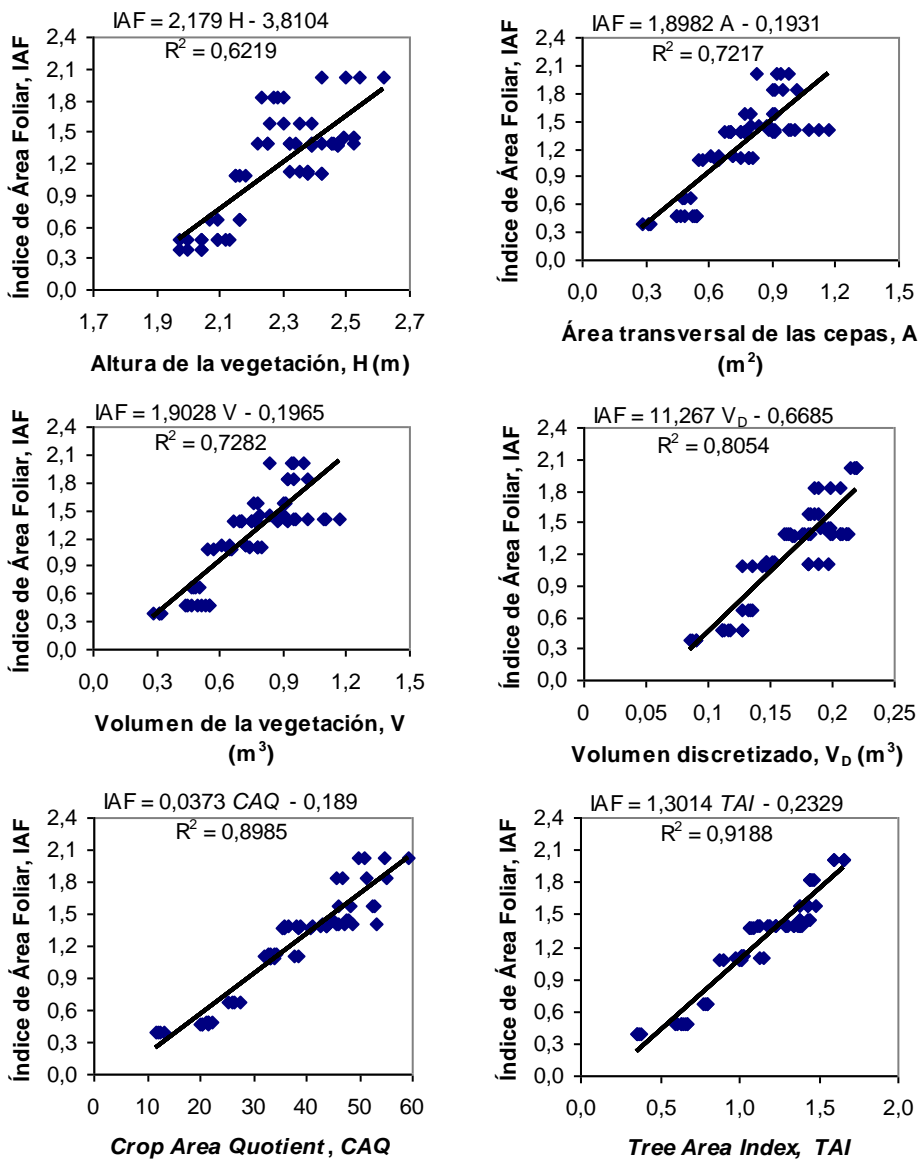 IAF = 2,179 H - 3,8104
R² = 0,6219
Índice de Área Foliar, IAF
2,4
2,1
1,8
1,5
1,2
0,9
0,6
0,3
0,0
1,7 1,9 2,1 2,3 2,5 2,7
Altura de la vegetación, H (m)
IAF = 1,8982 A - 0,1931
R² = 0,7217
Índice de Área Foliar, IAF
2,4
2,1
1,8
1,5
1,2
0,9
0,6
0,3
0,0
0,0 0,3 0,6 0,9 1,2 1,5
Área transversal de las cepas, A
(m²)
IAF = 1,9028 V - 0,1965
R² = 0,7282
Índice de Área Foliar, IAF
2,4
2,1
1,8
1,5
1,2
0,9
0,6
0,3
0,0
0,0 0,3 0,6 0,9 1,2 1,5
Volumen de la vegetación, V
(m³)
IAF = 11,267 V_D - 0,6685
R² = 0,8054
Índice de Área Foliar, IAF
2,4
2,1
1,8
1,5
1,2
0,9
0,6
0,3
0,0
0 0,05 0,1 0,15 0,2 0,25
Volumen discretizado, V_D (m³)
IAF = 0,0373 CAQ - 0,189
R² = 0,8985
Índice de Área Foliar, IAF
2,4
2,1
1,8
1,5
1,2
0,9
0,6
0,3
0,0
0 10 20 30 40 50 60
Crop Area Quotient, CAQ
IAF = 1,3014 TAI - 0,2329
R² = 0,9188
Índice de Área Foliar, IAF
2,4
2,1
1,8
1,5
1,2
0,9
0,6
0,3
0,0
0,0 0,5 1,0 1,5 2,0
Tree Area Index, TAI